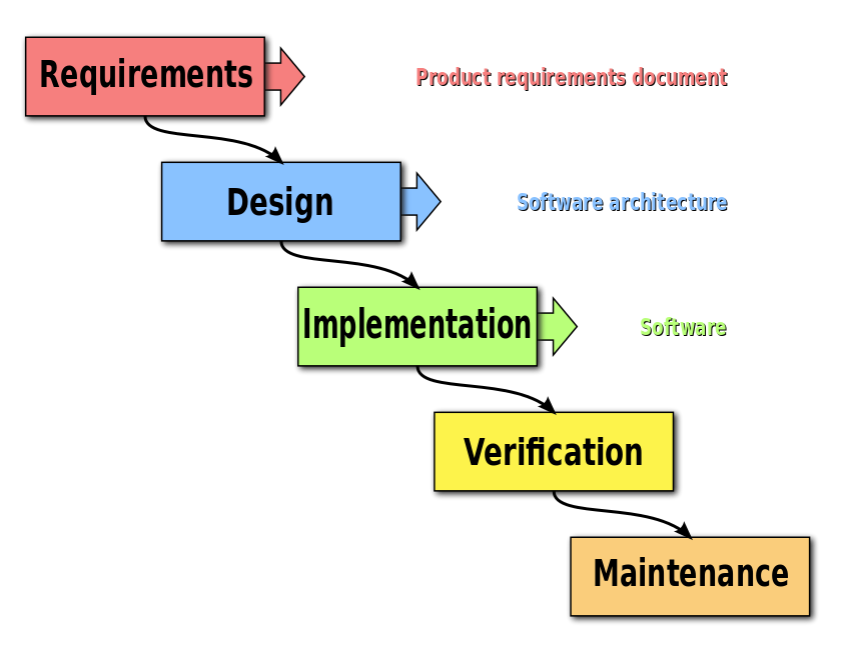 Requirements
Product requirements document
Design
Software architecture
Implementation
Software
Verification
Maintenance